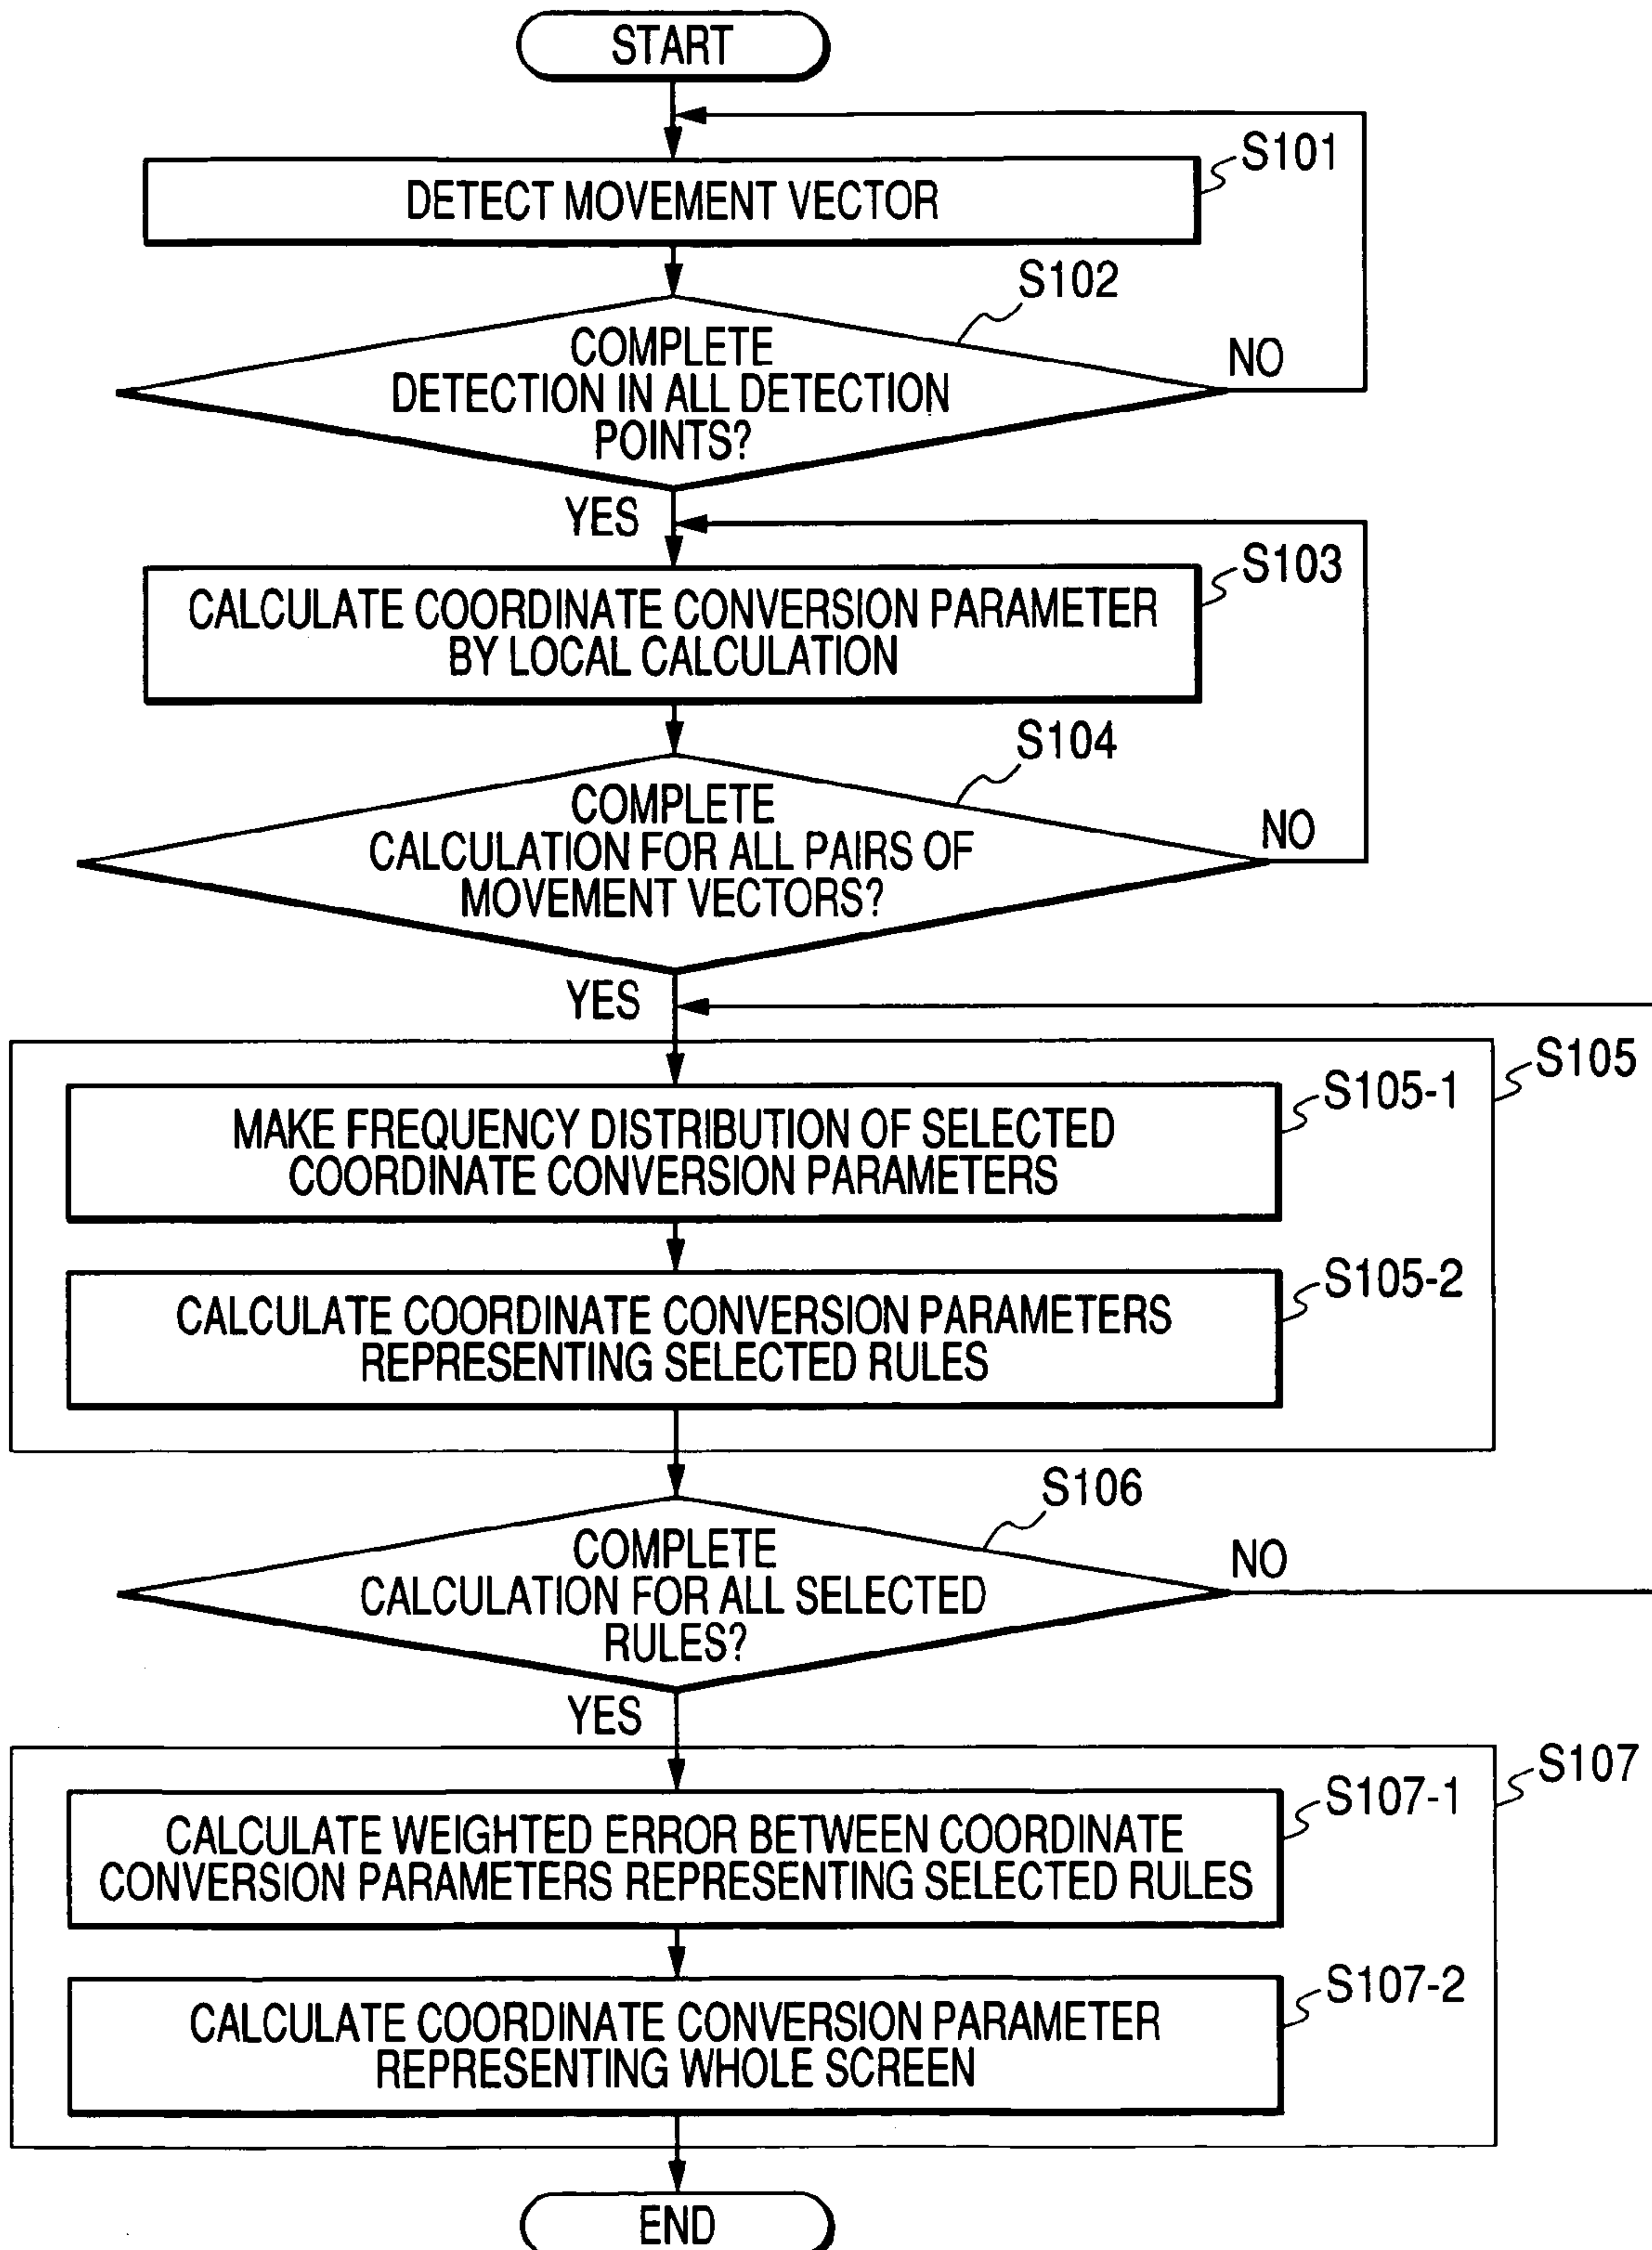 START
S101
DETECT MOVEMENT VECTOR
S102
COMPLETE
DETECTION IN ALL DETECTION
POINTS?
NO
YES
S103
CALCULATE COORDINATE CONVERSION PARAMETER
BY LOCAL CALCULATION
S104
COMPLETE
CALCULATION FOR ALL PAIRS OF
MOVEMENT VECTORS?
NO
YES
S105
S105-1
MAKE FREQUENCY DISTRIBUTION OF SELECTED
COORDINATE CONVERSION PARAMETERS
S105-2
CALCULATE COORDINATE CONVERSION PARAMETERS
REPRESENTING SELECTED RULES
S106
COMPLETE
CALCULATION FOR ALL SELECTED
RULES?
NO
YES
S107
S107-1
CALCULATE WEIGHTED ERROR BETWEEN COORDINATE
CONVERSION PARAMETERS REPRESENTING SELECTED RULES
S107-2
CALCULATE COORDINATE CONVERSION PARAMETER
REPRESENTING WHOLE SCREEN
END